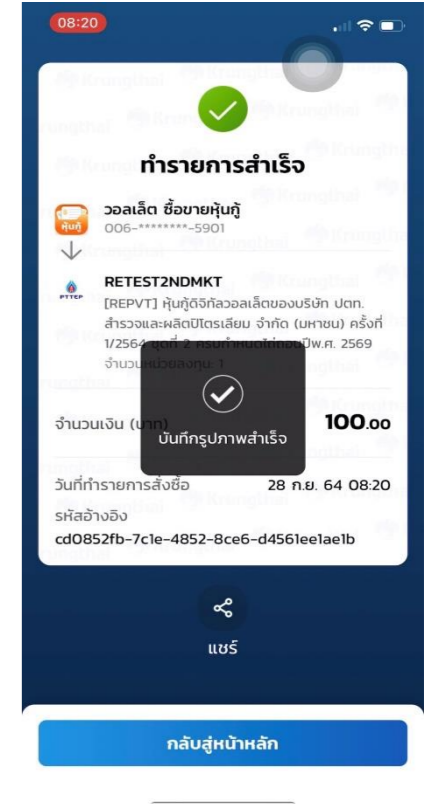 08:20
ทำรายการสำเร็จ
หุ้นกู้
วอลเล็ต ซื้อขายหุ้นกู้
006-********-5901
PTTEP
RETEST2NDMKT
[REPVT] หุ้นกู้ดิจิทัลวอลเล็ตของบริษัท ปตท.
สำรวจและผลิตปิโตรเลียม จำกัด (มหาชน) ครั้งที่
1/2564 ชุดที่ 2 ครบกำหนดไถ่ถอนปีพ.ศ. 2569
จำนวนหน่วยลงทุน: 1
จำนวนเงิน (บาท) 100.00
บันทึกรูปภาพสำเร็จ
วันที่ทำรายการสั่งซื้อ 28 ก.ย. 64 08:20
รหัสอ้างอิง
cd0852fb-7c1e-4852-8ce6-d4561ee1ae1b
แชร์
กลับสู่หน้าหลัก